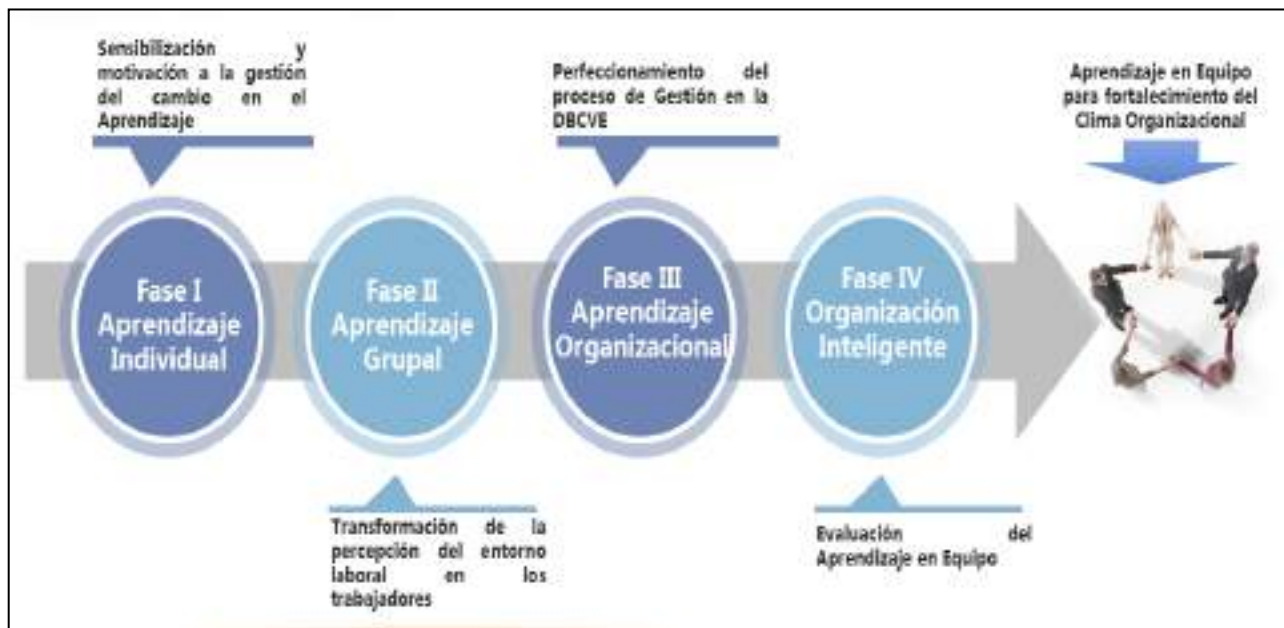 Sensibilización y
motivación a la gestión
del cambio en el
Aprendizaje
Perfeccionamiento del
proceso de Gestión en la
DBCVE
Aprendizaje en Equipo
para fortalecimiento del
Clima Organizacional
Fase I
Aprendizaje
Individual
Fase II
Aprendizaje
Grupal
Fase III
Aprendizaje
Organizacional
Fase IV
Organización
Inteligente
Transformación de la
percepción del entorno
laboral en los
trabajadores
Evaluación del
Aprendizaje en Equipo